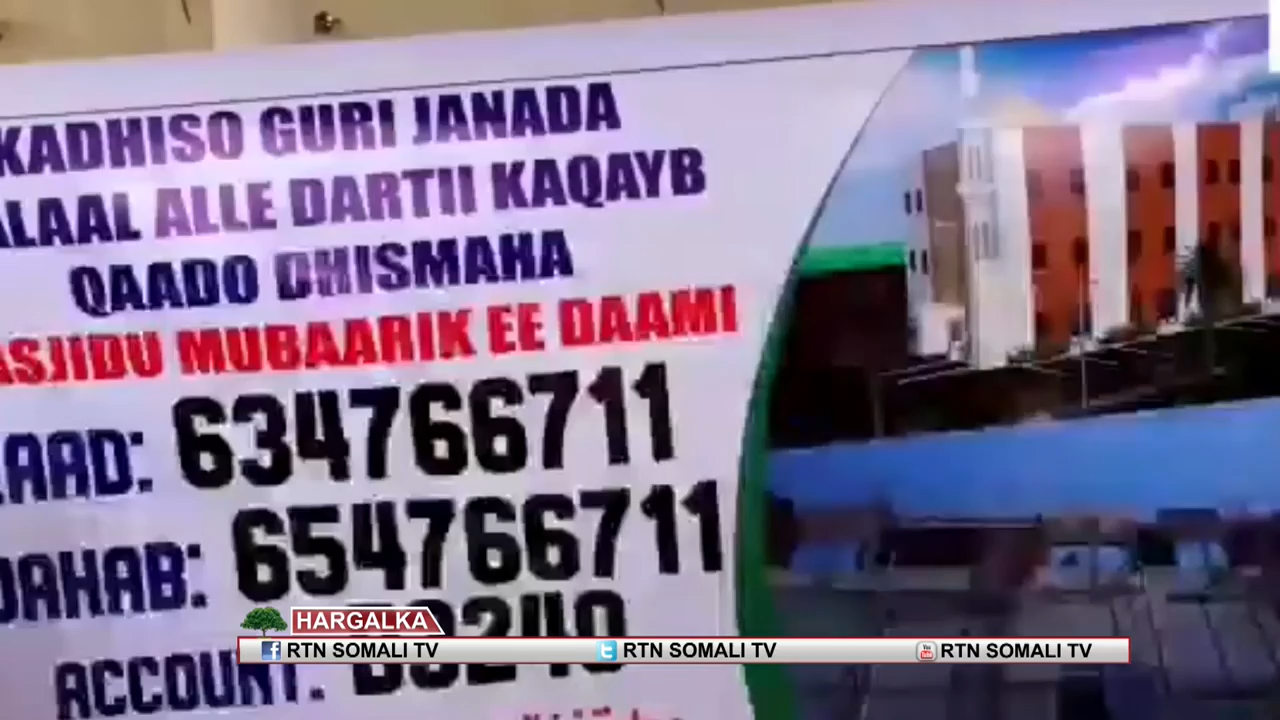 KADHISO GURI JANADA
ALAAL ALLE DARTII KAQAYB
QAADO DHISMAHA
ASJIDU MUBAARIK EE DAAMI
AAD: 634766711
DAHAB: 654766711
ACCOUNT:
HARGALKA
RTN SOMALI TV
RTN SOMALI TV
RTN SOMALI TV